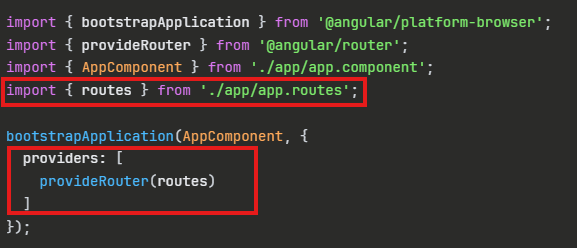 import { bootstrapApplication } from '@angular/platform-browser';
import { provideRouter } from '@angular/router';
import { AppComponent } from './app/app.component';
import { routes } from './app/app.routes';
bootstrapApplication(AppComponent, {
  providers: [
    provideRouter(routes)
  ]
});